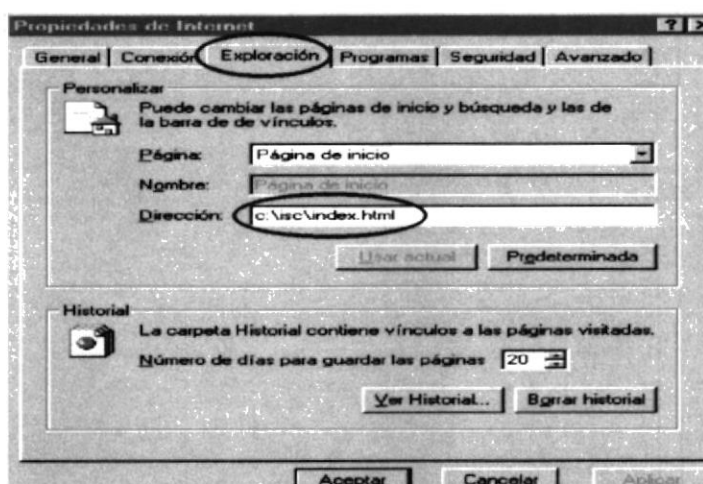 Propiedades de Internet
General Conexión Exploración Programas Seguridad Avanzado
Personalizar
Puede cambiar las páginas de inicio y búsqueda y las de
la barra de de vínculos.
Página: Página de inicio
Nombre: Página de inicio
Dirección: c:\isc\index.html
Usar actual Predeterminada
Historial
La carpeta Historial contiene vínculos a las páginas visitadas.
Número de días para guardar las páginas 20
Ver Historial... Borrar historial
Aceptar Cancelar Aplicar